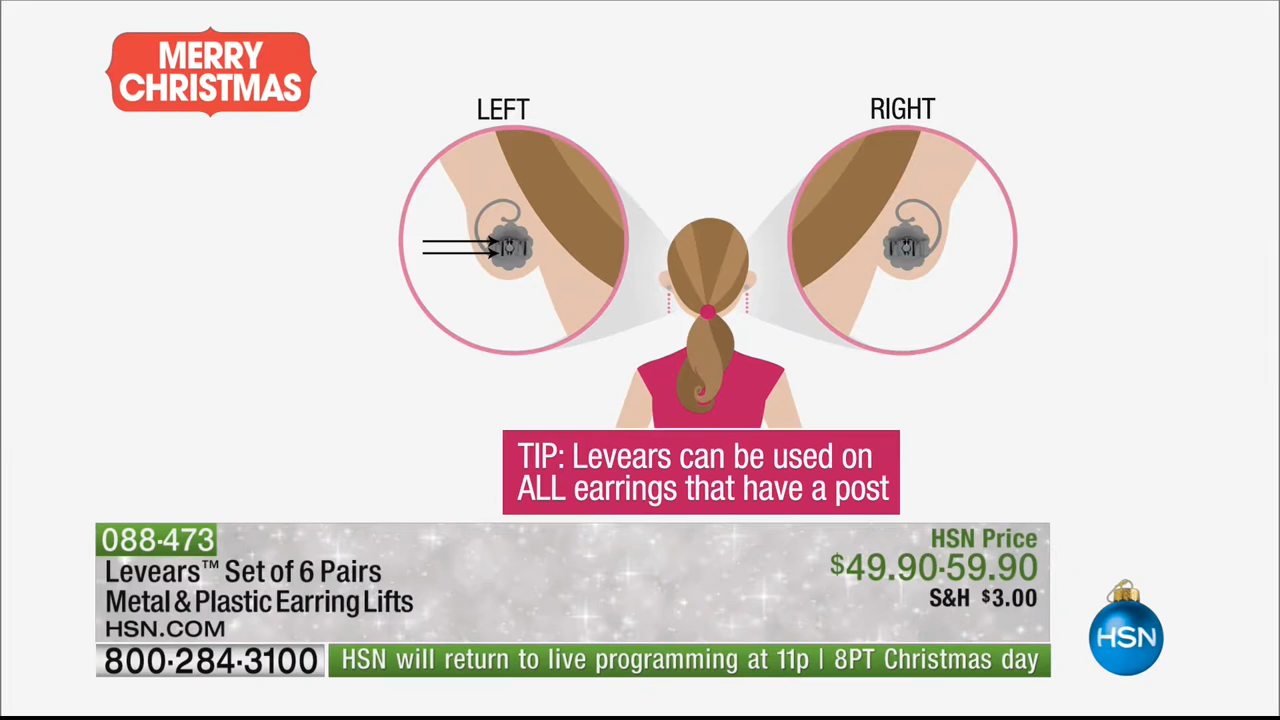 MERRY
CHRISTMAS
LEFT
RIGHT
TIP: Levears can be used on
ALL earrings that have a post
088-473
Levears™ Set of 6 Pairs
Metal & Plastic Earring Lifts
HSN.COM
HSN Price
$49.90-59.90
S&H $3.00
800-284-3100
HSN will return to live programming at 11p | 8PT Christmas day
HSN